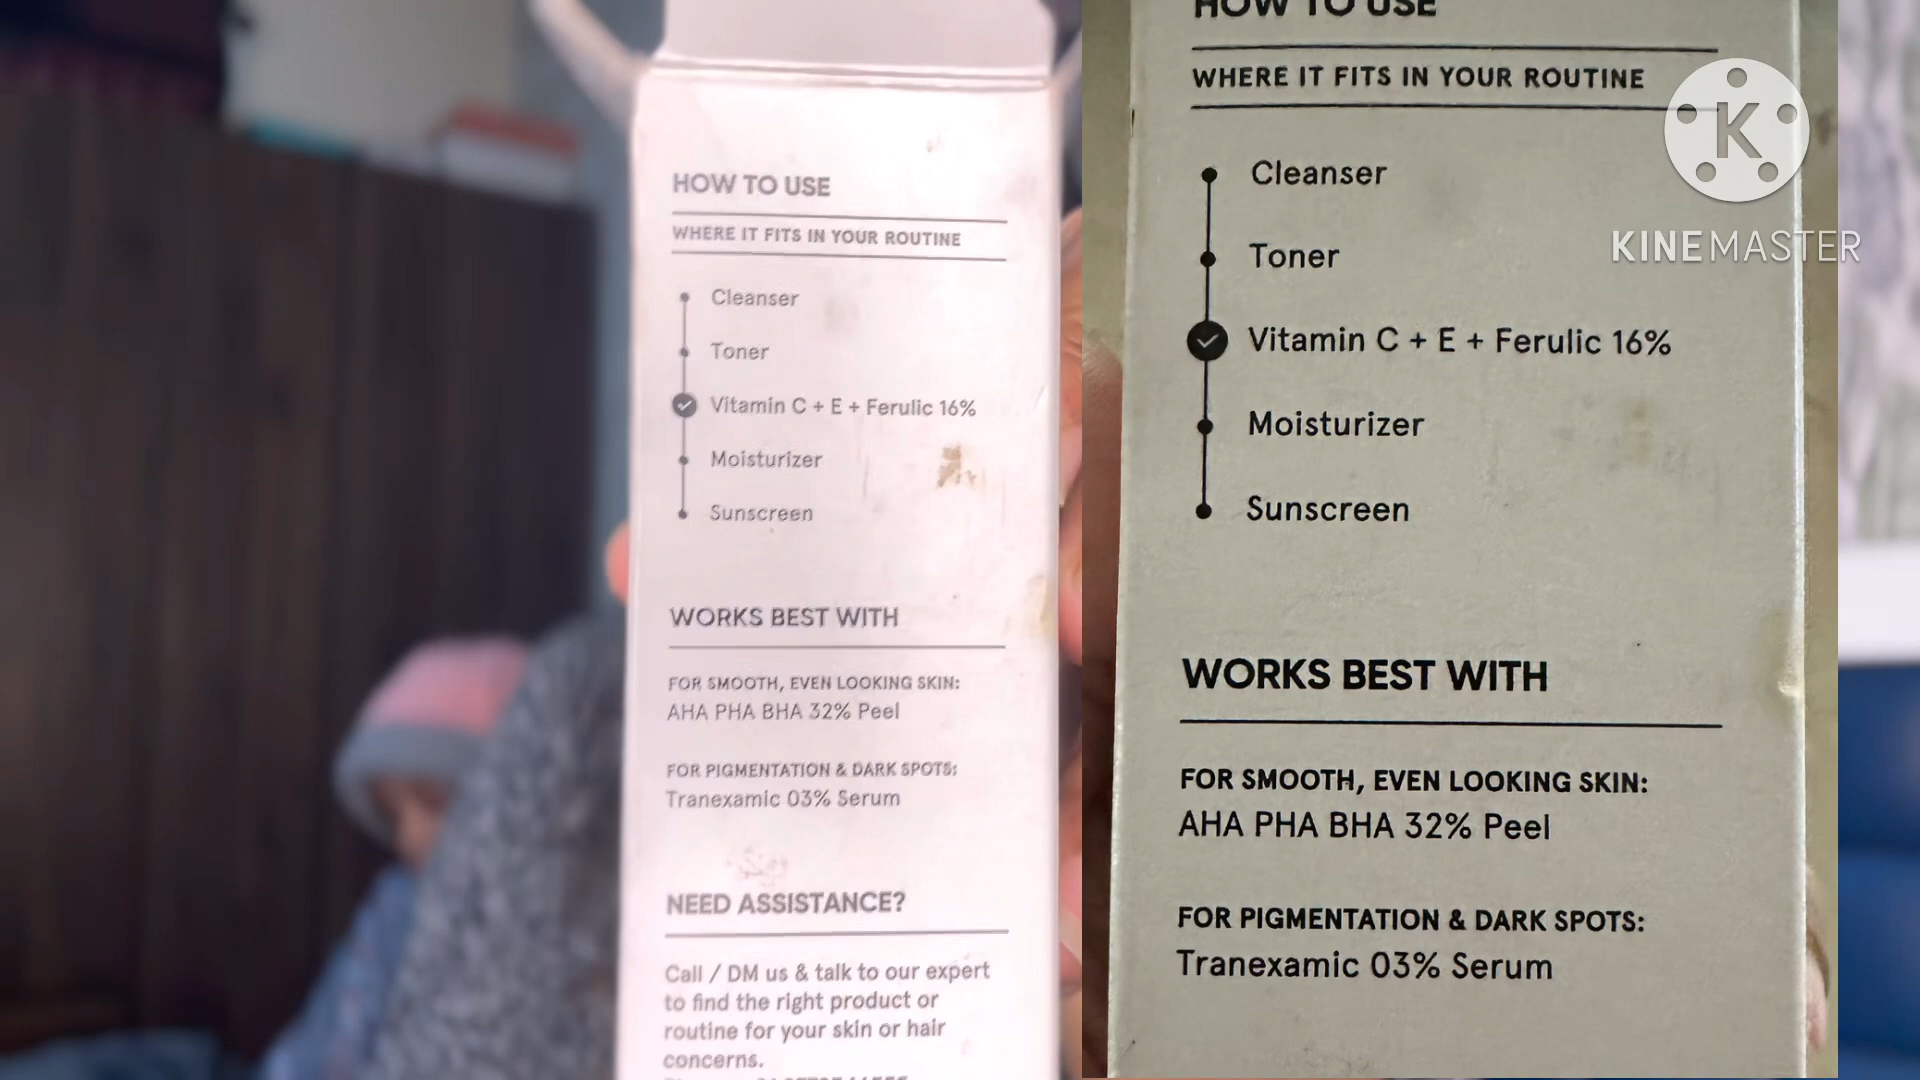 HOW TO USE
WHERE IT FITS IN YOUR ROUTINE
Cleanser
Toner
Vitamin C + E + Ferulic 16%
Moisturizer
Sunscreen
WORKS BEST WITH
FOR SMOOTH, EVEN LOOKING SKIN:
AHA PHA BHA 32% Peel
FOR PIGMENTATION & DARK SPOTS:
Tranexamic 03% Serum
NEED ASSISTANCE?
Call / DM us & talk to our expert
to find the right product or
routine for your skin or hair
concerns.
HOW TO USE
WHERE IT FITS IN YOUR ROUTINE
Cleanser
Toner
Vitamin C + E + Ferulic 16%
Moisturizer
Sunscreen
WORKS BEST WITH
FOR SMOOTH, EVEN LOOKING SKIN:
AHA PHA BHA 32% Peel
FOR PIGMENTATION & DARK SPOTS:
Tranexamic 03% Serum
K
KINEMASTER